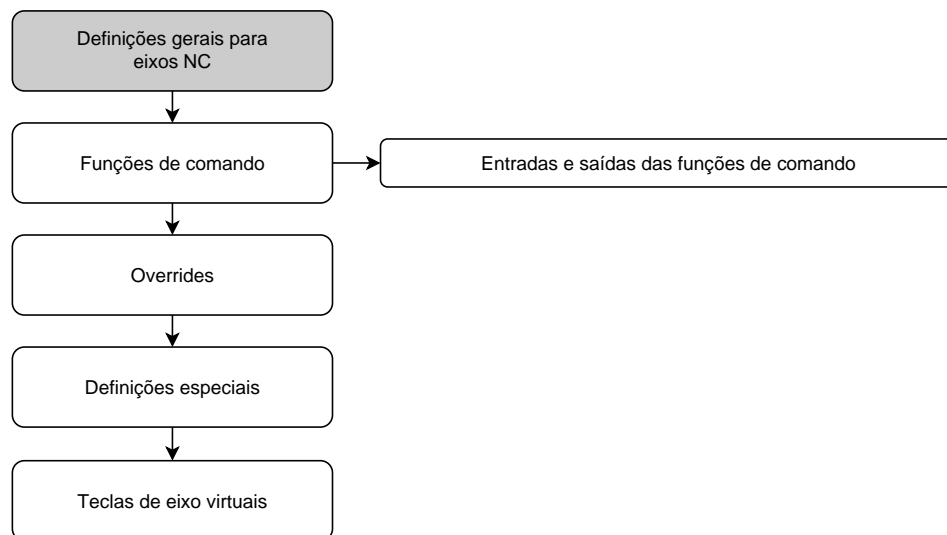 Definições gerais para
eixos NC
Funções de comando
Entradas e saídas das funções de comando
Overrides
Definições especiais
Teclas de eixo virtuais